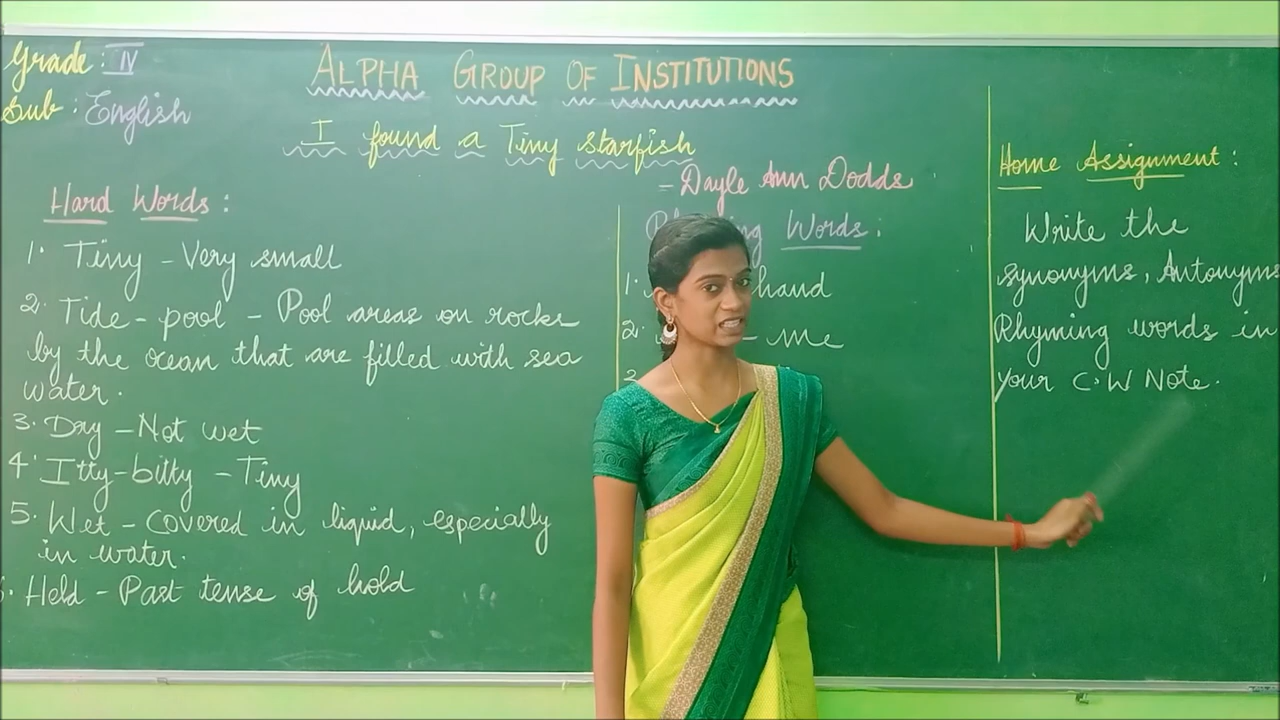 Grade : IV
Sub : English
ALPHA GROUP OF INSTITUTIONS
I found a Tiny starfish
- Dayle Ann Dodds
Hard Words :
1. Tiny - Very small
2. Tide - pool - Pool areas on rocks
by the ocean that are filled with sea
water.
3. Dry - Not wet
4. Itty-bitty - Tiny
5. Wet - Covered in liquid, especially
in water.
Held - Past tense of hold
Words :
1. hand
2. - me
Home Assignment :
Write the
synonyms, Antonyms
Rhyming words in
your C.W Note.